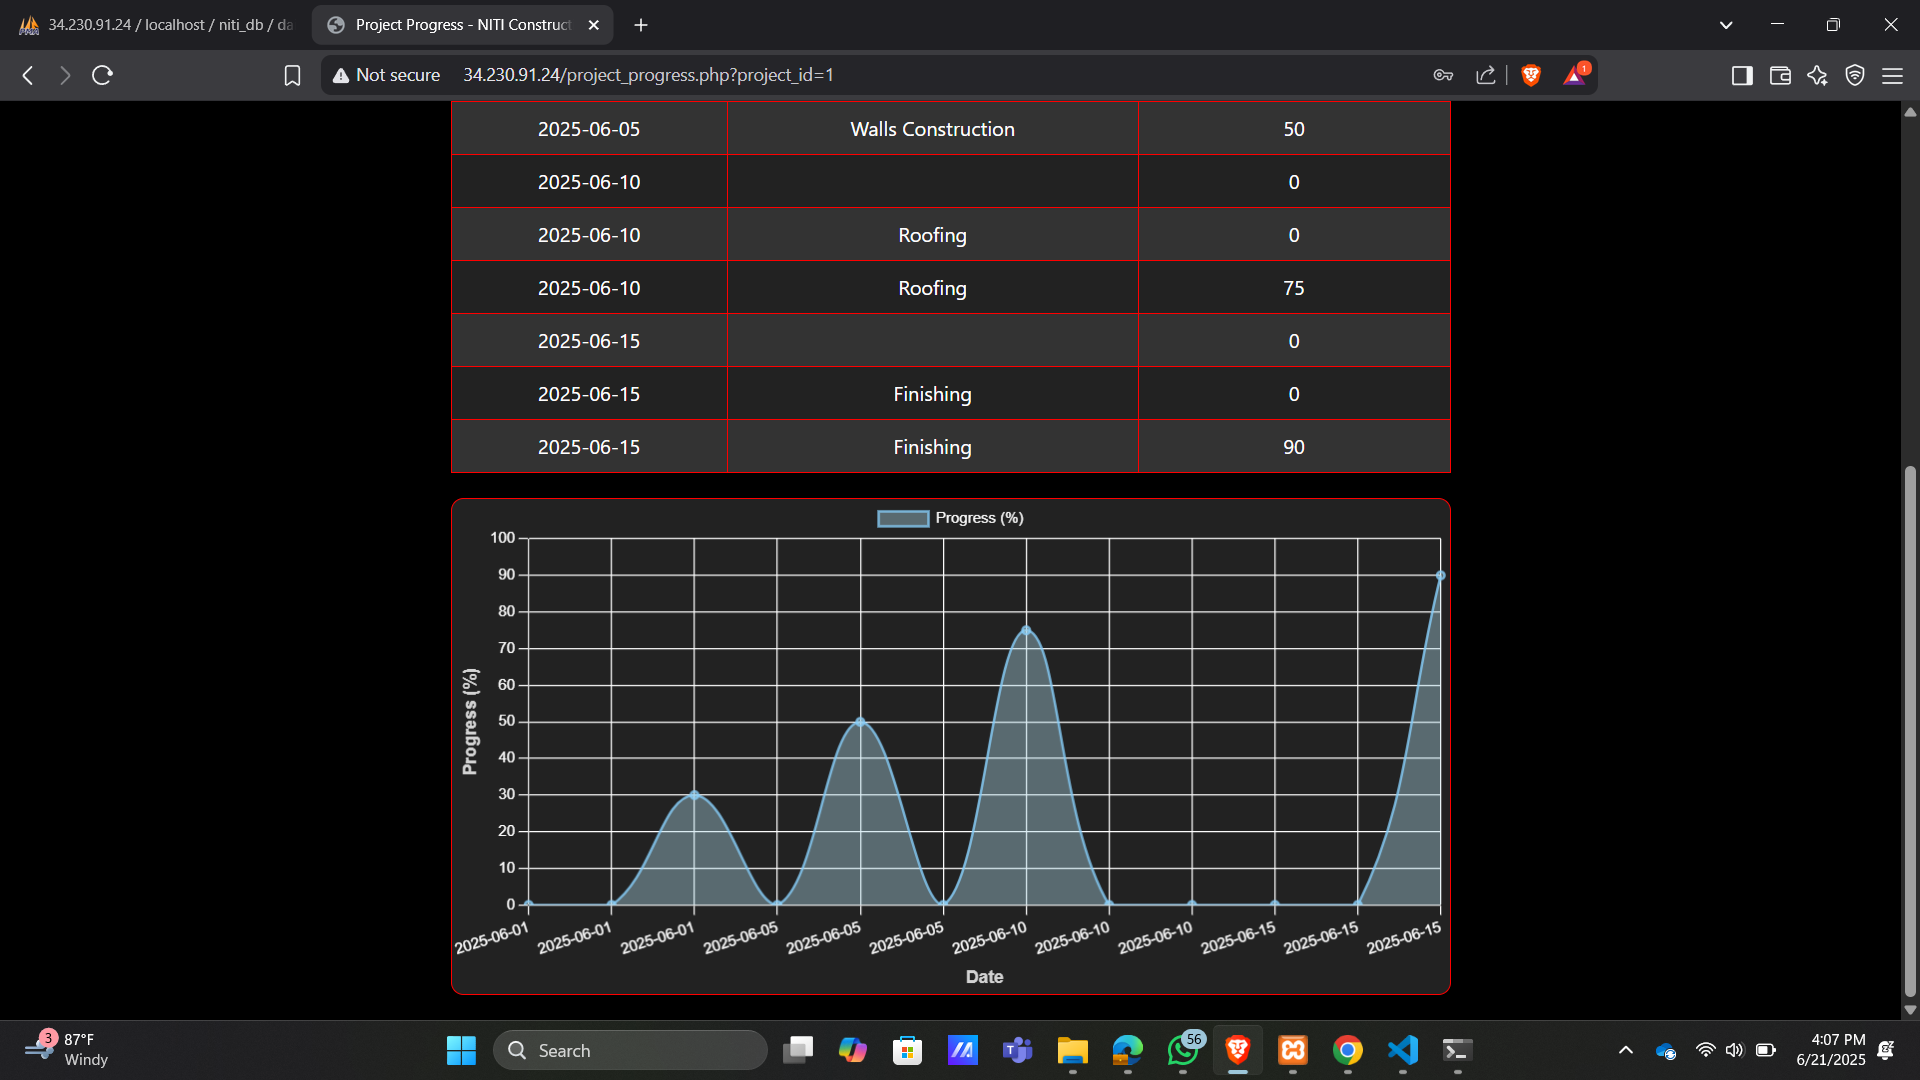 34.230.91.24 / localhost / niti_db / da
Project Progress - NITI Construct
Not secure 34.230.91.24/project_progress.php?project_id=1
1
2025-06-05 Walls Construction 50
2025-06-10 0
2025-06-10 Roofing 0
2025-06-10 Roofing 75
2025-06-15 0
2025-06-15 Finishing 0
2025-06-15 Finishing 90
Progress (%)
100
90
80
70
60
50
40
30
20
10
0
Progress (%)
2025-06-01 2025-06-01 2025-06-01 2025-06-05 2025-06-05 2025-06-05 2025-06-10 2025-06-10 2025-06-10 2025-06-15 2025-06-15 2025-06-15
Date
3
87°F
Windy
Search
56
4:07 PM
6/21/2025